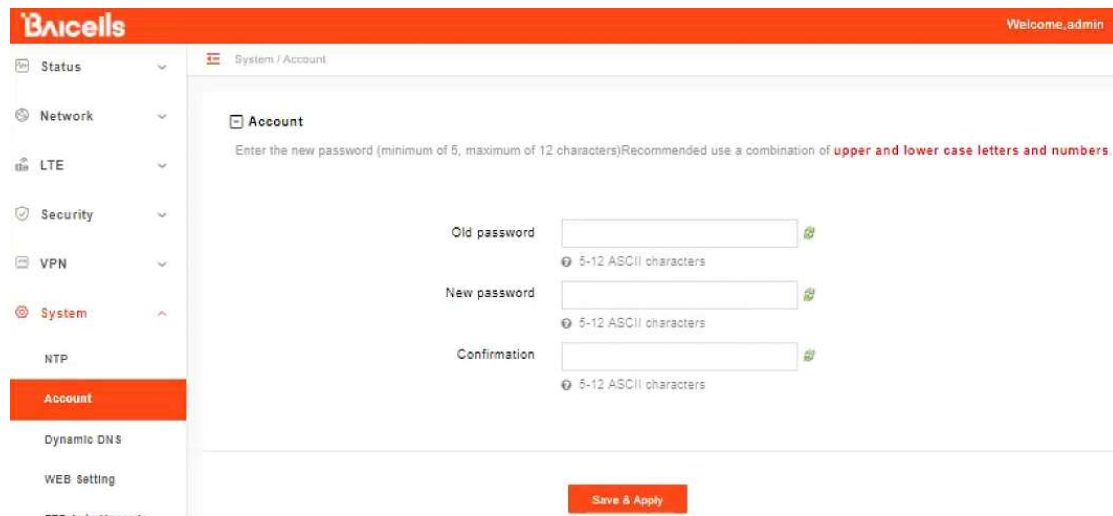 BAICELLS
Welcome,admin
Status
Network
LTE
Security
VPN
System
NTP
Account
Dynamic DNS
WEB Setting
System / Account
Account
Enter the new password (minimum of 5, maximum of 12 characters)Recommended use a combination of upper and lower case letters and numbers.
Old password
5-12 ASCII characters
New password
5-12 ASCII characters
Confirmation
5-12 ASCII characters
Save & Apply